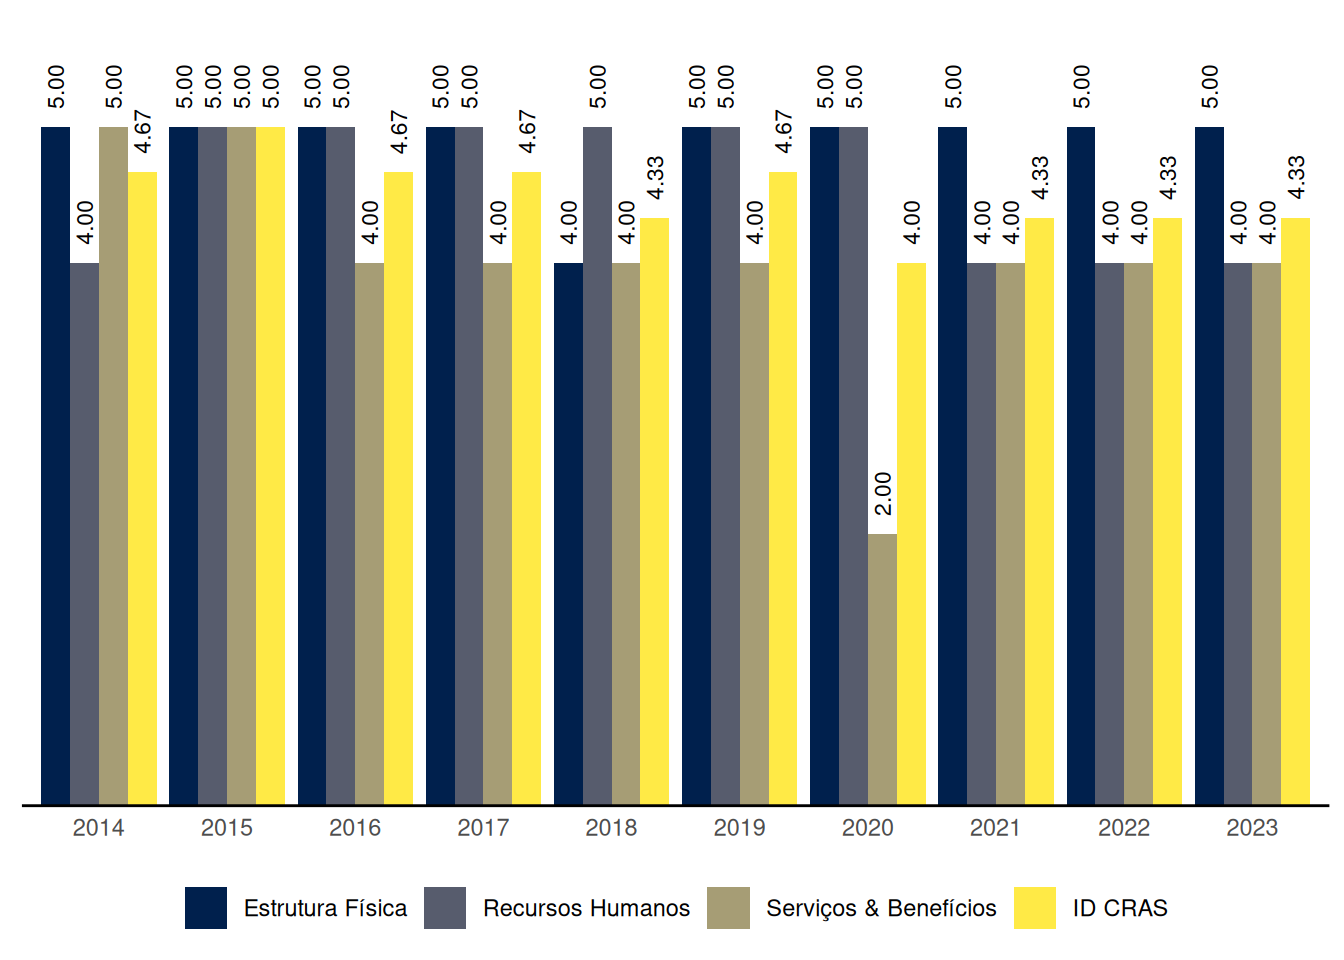 5.00 4.00 5.00 4.67 5.00 5.00 5.00 5.00 5.00 5.00 4.00 4.67 5.00 5.00 4.00 4.67 4.00 5.00 4.00 4.33 5.00 5.00 4.00 4.67 5.00 5.00 2.00 4.00 5.00 4.00 4.00 4.33 5.00 4.00 4.00 4.33 5.00 4.00 4.00 4.33
2014 2015 2016 2017 2018 2019 2020 2021 2022 2023
Estrutura Física Recursos Humanos Serviços & Benefícios ID CRAS